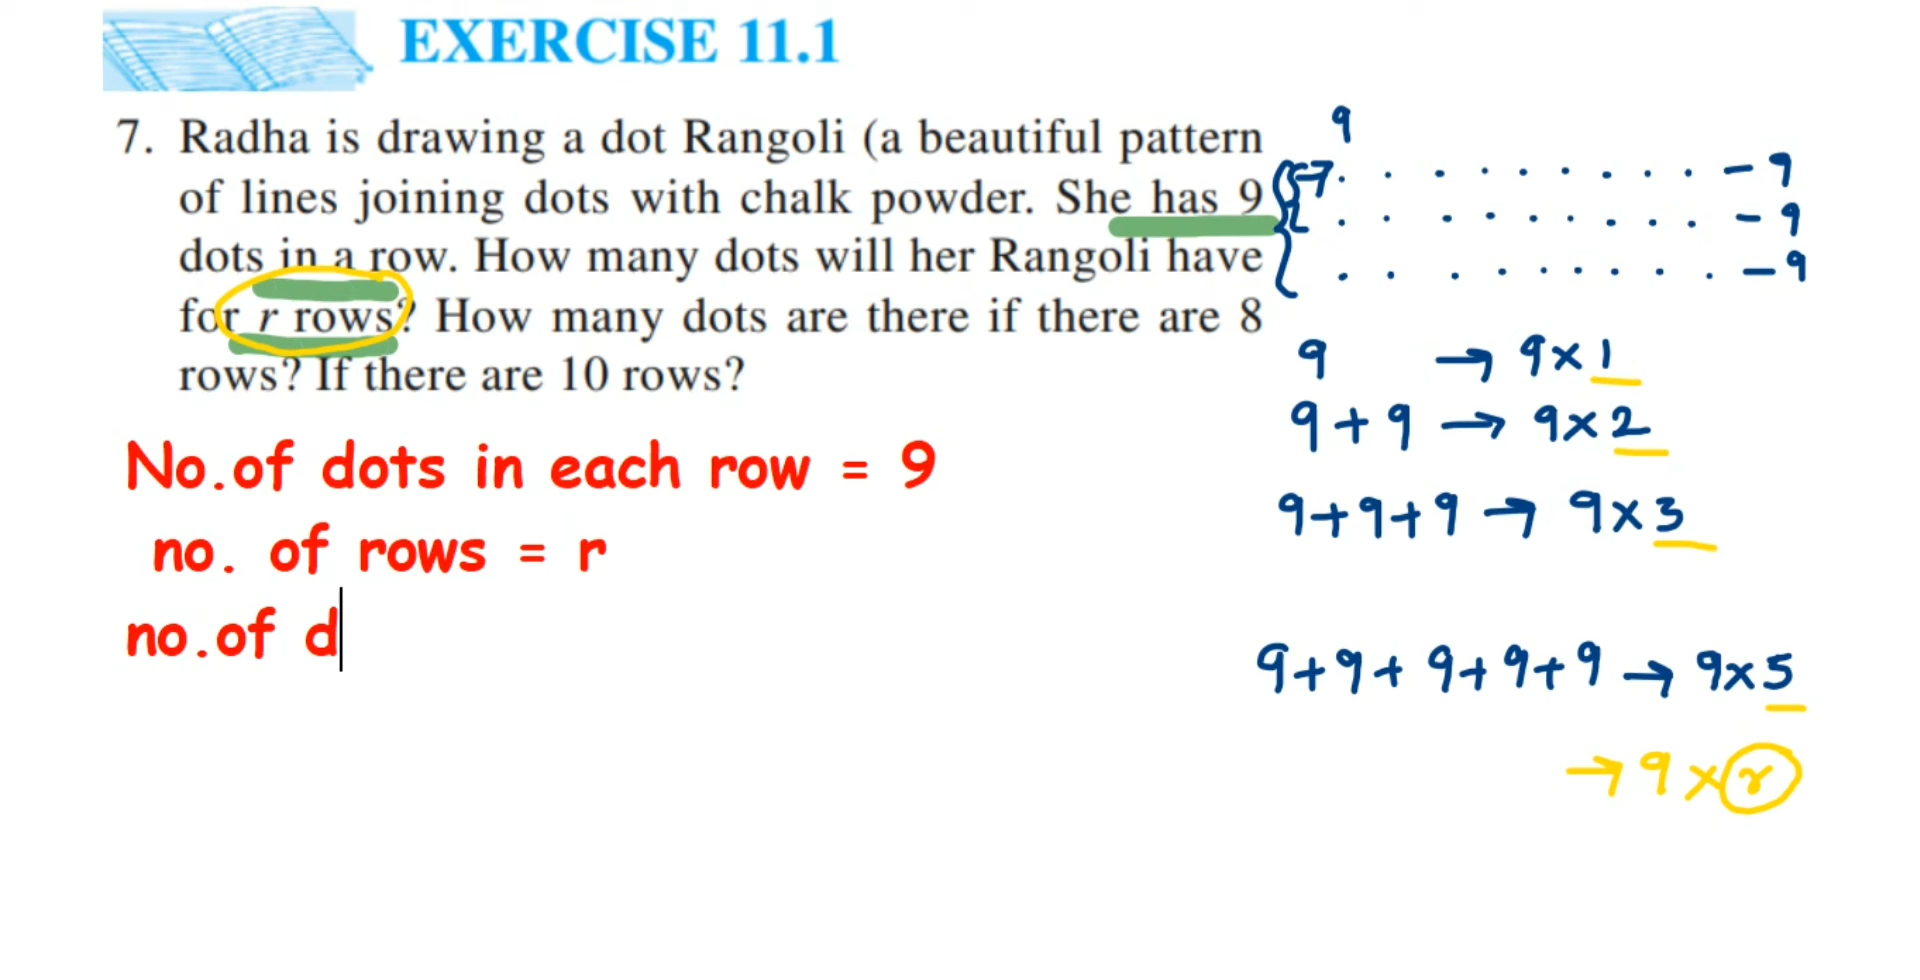 EXERCISE 11.1
7. Radha is drawing a dot Rangoli (a beautiful pattern
of lines joining dots with chalk powder. She has 9
dots in a row. How many dots will her Rangoli have
for r rows? How many dots are there if there are 8
rows? If there are 10 rows?
No.of dots in each row = 9
no. of rows = r
no.of d
9
- 9
- 9
- 9
9 → 9 × 1
9 + 9 → 9 × 2
9 + 9 + 9 → 9 × 3
9 + 9 + 9 + 9 + 9 → 9 × 5
→ 9 × r